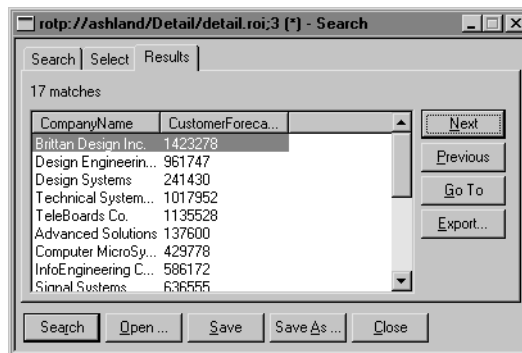 rotp://ashland/Detail/detail.roi;3 (*) - Search
Search Select Results
17 matches
CompanyName CustomerForeca...
Brittan Design Inc. 1423278
Design Engineerin... 961747
Design Systems 241430
Technical System... 1017952
TeleBoards Co. 1135528
Advanced Solutions 137600
Computer MicroSy... 429778
InfoEngineering C... 586172
Signal Systems 636555
Next
Previous
Go To
Export...
Search Open ... Save Save As ... Close